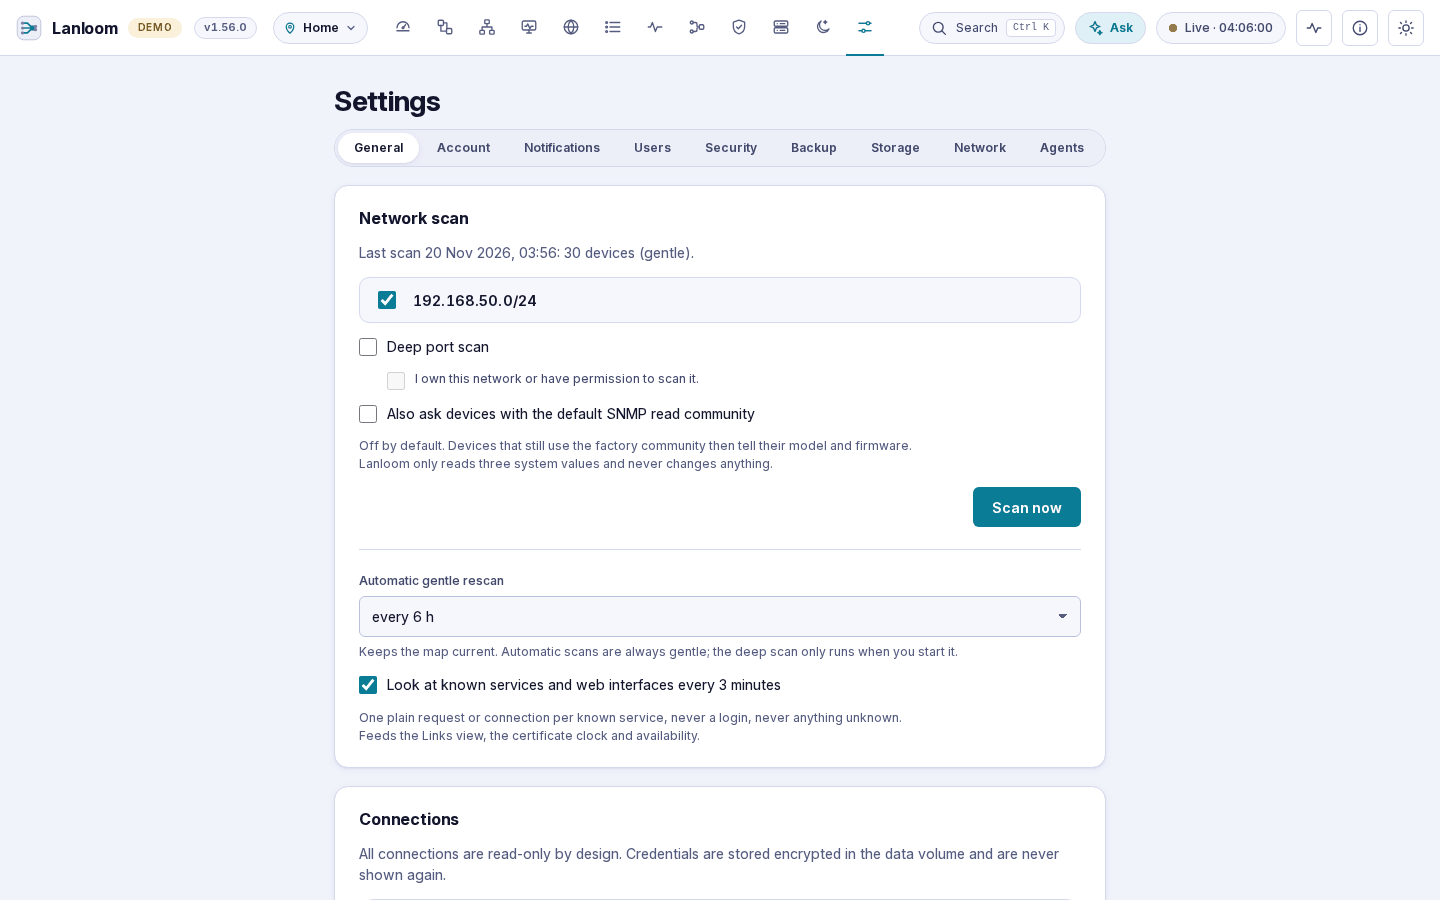 Lanloom DEMO v1.56.0 Home Search Ctrl K Ask Live · 04:06:00
Settings
General Account Notifications Users Security Backup Storage Network Agents
Network scan
Last scan 20 Nov 2026, 03:56: 30 devices (gentle).
192.168.50.0/24
Deep port scan
I own this network or have permission to scan it.
Also ask devices with the default SNMP read community
Off by default. Devices that still use the factory community then tell their model and firmware.
Lanloom only reads three system values and never changes anything.
Scan now
Automatic gentle rescan
every 6 h
Keeps the map current. Automatic scans are always gentle; the deep scan only runs when you start it.
Look at known services and web interfaces every 3 minutes
One plain request or connection per known service, never a login, never anything unknown.
Feeds the Links view, the certificate clock and availability.
Connections
All connections are read-only by design. Credentials are stored encrypted in the data volume and are never
shown again.